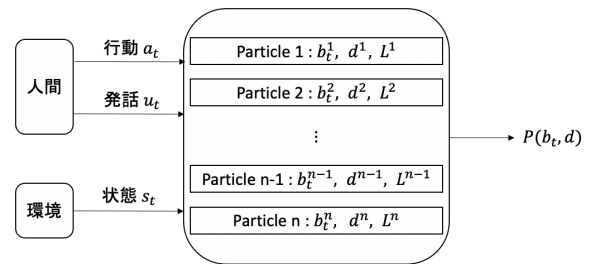 人間
行動 a_t
発話 u_t
環境
状態 s_t
Particle 1 : b_t^1, d^1, L^1
Particle 2 : b_t^2, d^2, L^2
⋮
Particle n-1 : b_t^{n-1}, d^{n-1}, L^{n-1}
Particle n : b_t^n, d^n, L^n
P(b_t, d)